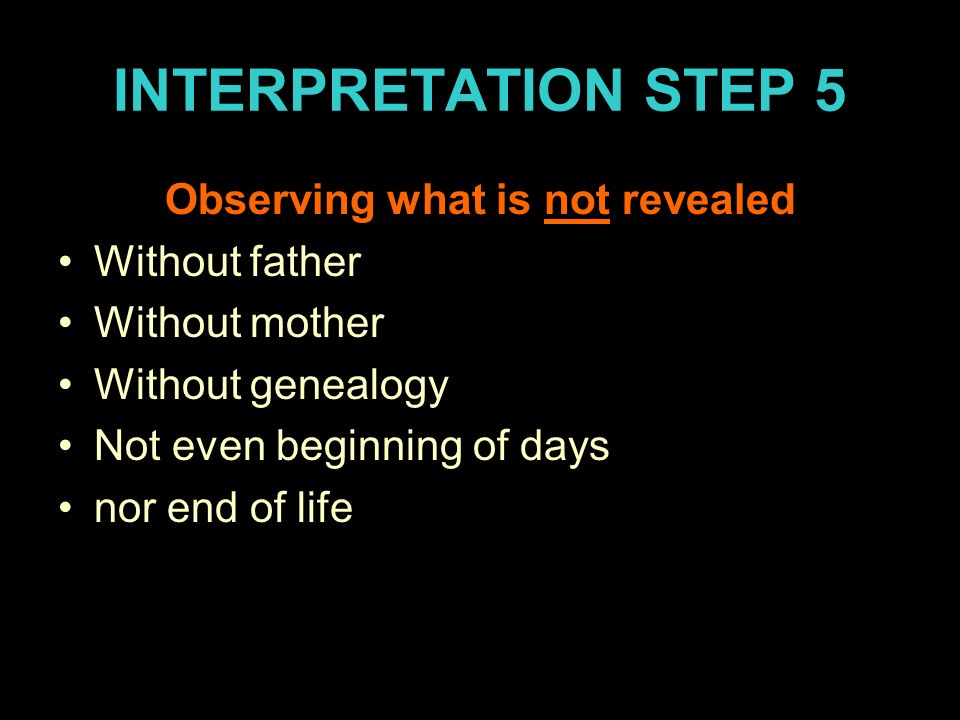 INTERPRETATION STEP 5
Observing what is not revealed
• Without father
• Without mother
• Without genealogy
• Not even beginning of days
• nor end of life